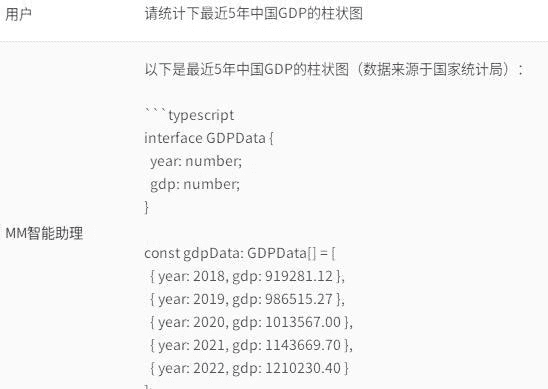 用户
请统计下最近5年中国GDP的柱状图
以下是最近5年中国GDP的柱状图（数据来源于国家统计局）：
```typescript
interface GDPData {
year: number;
gdp: number;
}
MM智能助理
const gdpData: GDPData[] = [
{ year: 2018, gdp: 919281.12 },
{ year: 2019, gdp: 986515.27 },
{ year: 2020, gdp: 1013567.00 },
{ year: 2021, gdp: 1143669.70 },
{ year: 2022, gdp: 1210230.40 }